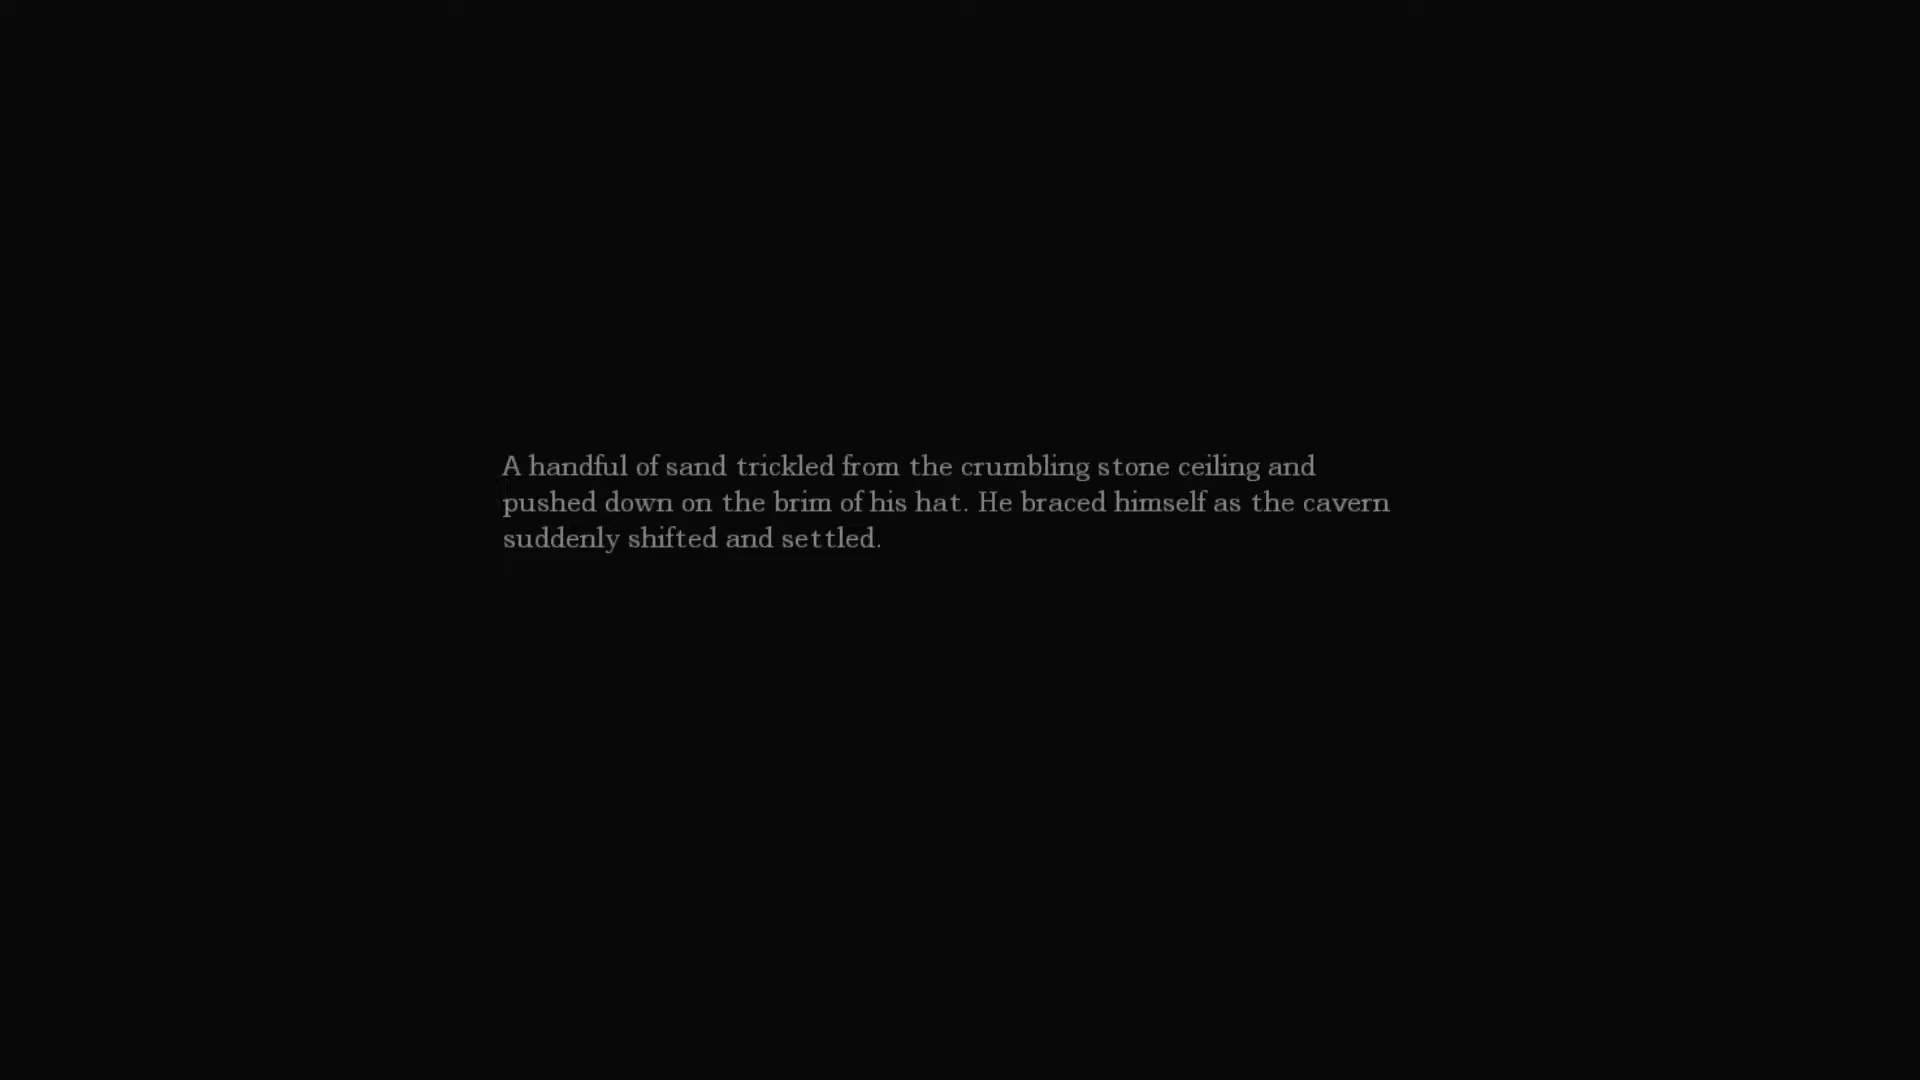 A handful of sand trickled from the crumbling stone ceiling and
pushed down on the brim of his hat. He braced himself as the cavern
suddenly shifted and settled.